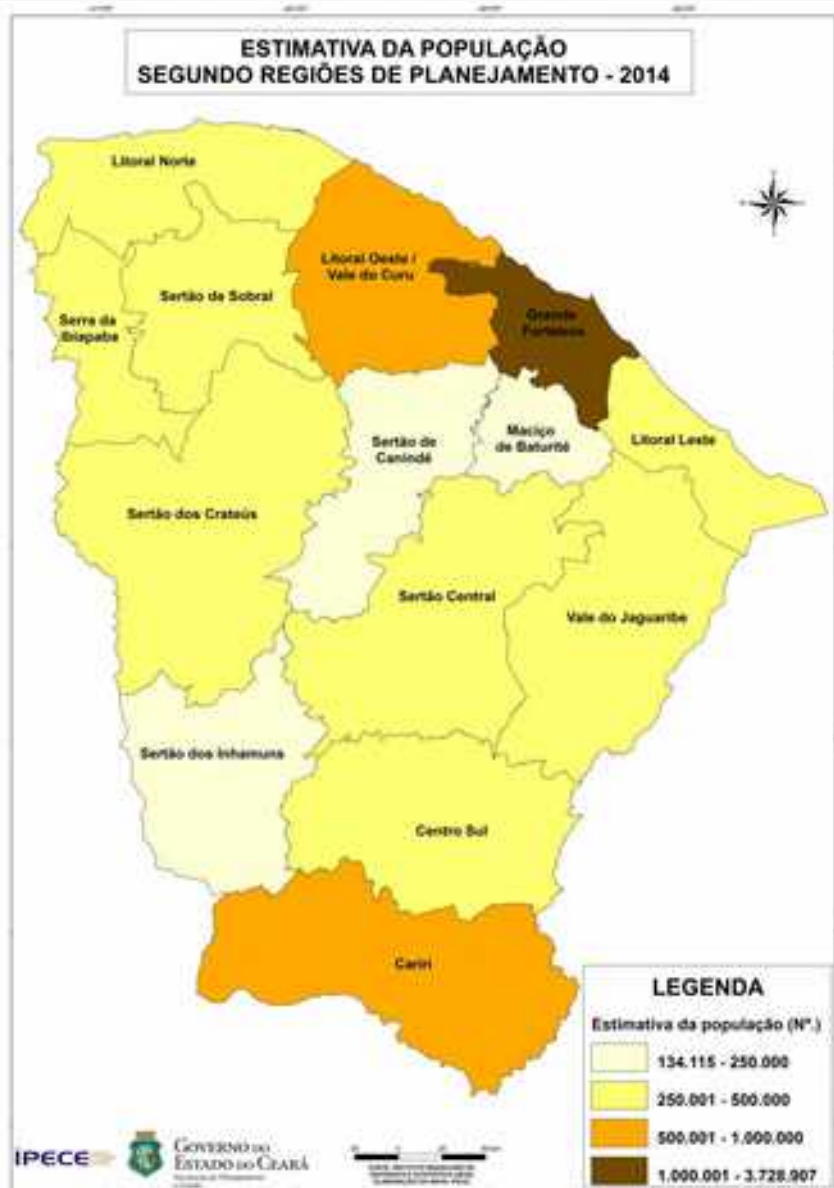 ESTIMATIVA DA POPULAÇÃO
SEGUNDO REGIÕES DE PLANEJAMENTO - 2014
Litoral Norte
Litoral Oeste /
Vale do Curu
Sertão de Sobral
Grande
Fortaleza
Serra da
Ibiapaba
Maciço
de Baturité
Sertão de
Canindé
Litoral Leste
Sertão dos Crateús
Sertão Central
Vale do Jaguaribe
Sertão dos Inhamuns
Centro Sul
Cariri
LEGENDA
Estimativa da população (Nº.)
134.115 - 250.000
250.001 - 500.000
500.001 - 1.000.000
1.000.001 - 3.728.907
IPECE
GOVERNO DO
ESTADO DO CEARÁ